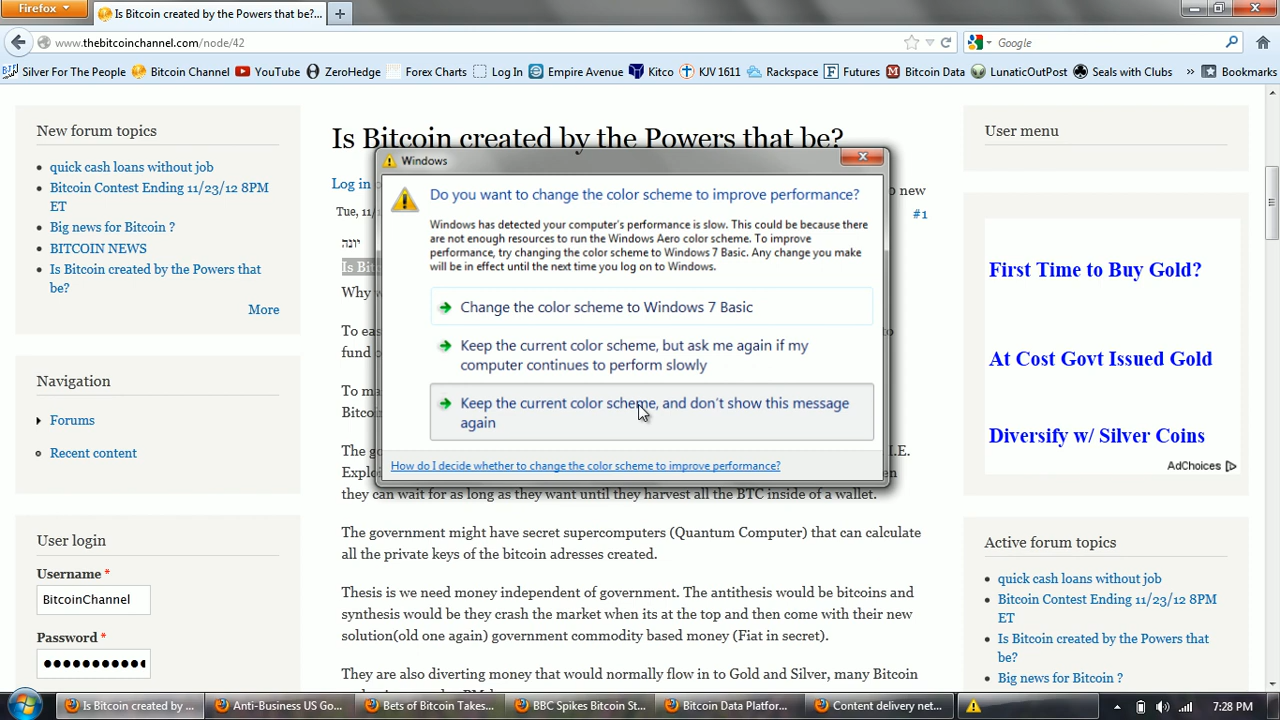 Firefox
Is Bitcoin created by the Powers that be?...
www.thebitcoinchannel.com/node/42
Google
Silver For The People
Bitcoin Channel
YouTube
ZeroHedge
Forex Charts
Log In
Empire Avenue
Kitco
KJV 1611
Rackspace
Futures
Bitcoin Data
LunaticOutPost
Seals with Clubs
»
Bookmarks
New forum topics
quick cash loans without job
Bitcoin Contest Ending 11/23/12 8PM
ET
Big news for Bitcoin ?
BITCOIN NEWS
Is Bitcoin created by the Powers that
be?
More
Navigation
Forums
Recent content
User login
Username *
BitcoinChannel
Password *
Is Bitcoin created by the Powers that be?
Log in
new
Tue, 11/
#1
יונה
Is Bit
Why
To eas
to
fund
To ma
Bitco
The go
I.E.
Explo
they can wait for as long as they want until they harvest all the BTC inside of a wallet.
The government might have secret supercomputers (Quantum Computer) that can calculate
all the private keys of the bitcoin adresses created.
Thesis is we need money independent of government. The antithesis would be bitcoins and
synthesis would be they crash the market when its at the top and then come with their new
solution(old one again) government commodity based money (Fiat in secret).
They are also diverting money that would normally flow in to Gold and Silver, many Bitcoin
Windows
Do you want to change the color scheme to improve performance?
Windows has detected your computer's performance is slow. This could be because there
are not enough resources to run the Windows Aero color scheme. To improve
performance, try changing the color scheme to Windows 7 Basic. Any change you make
will be in effect until the next time you log on to Windows.
Change the color scheme to Windows 7 Basic
Keep the current color scheme, but ask me again if my
computer continues to perform slowly
Keep the current color scheme, and don't show this message
again
How do I decide whether to change the color scheme to improve performance?
User menu
First Time to Buy Gold?
At Cost Govt Issued Gold
Diversify w/ Silver Coins
AdChoices
Active forum topics
quick cash loans without job
Bitcoin Contest Ending 11/23/12 8PM
ET
Is Bitcoin created by the Powers that
be?
Big news for Bitcoin ?
Is Bitcoin created by ...
Anti-Business US Go...
Bets of Bitcoin Takes...
BBC Spikes Bitcoin St...
Bitcoin Data Platfor...
Content delivery net...
7:28 PM